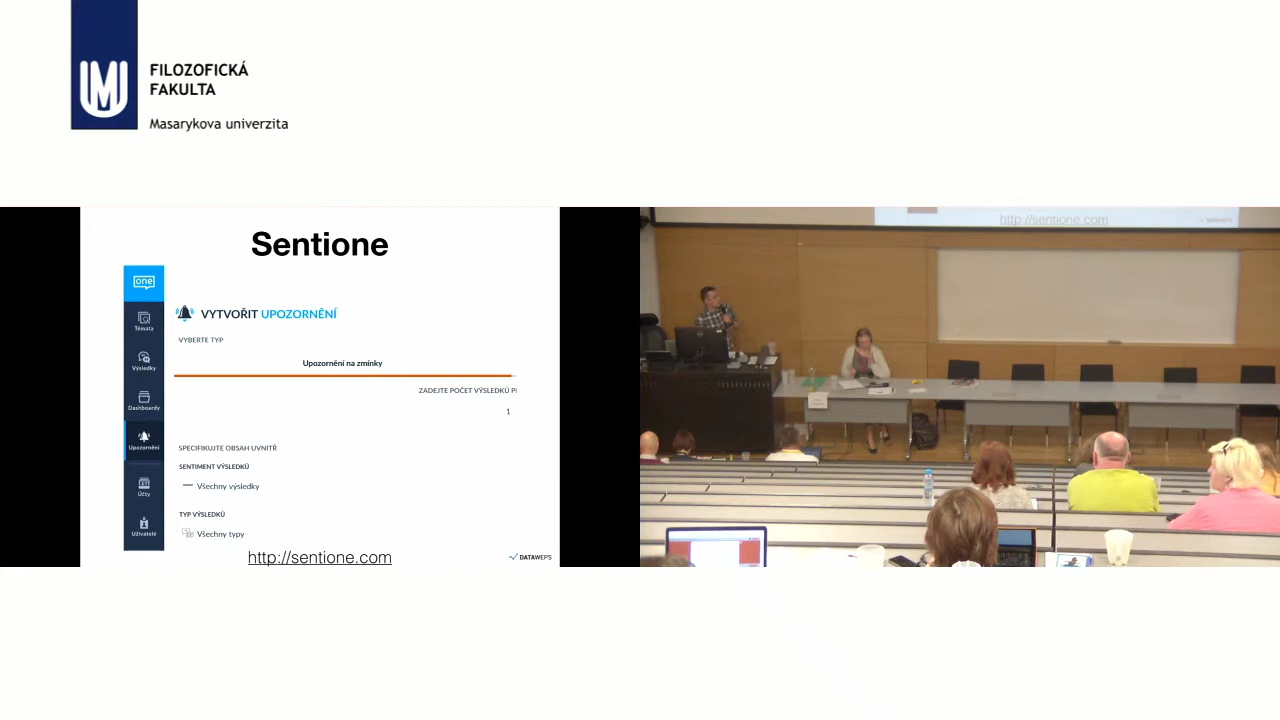 FILOZOFICKÁ
FAKULTA
Masarykova univerzita
Sentione
one
Témata
Výsledky
Dashboardy
Upozornění
Účty
Uživatelé
VYTVOŘIT UPOZORNĚNÍ
VYBERTE TYP
Upozornění na zmínky
ZADEJTE POČET VÝSLEDKŮ P
1
SPECIFIKUJTE OBSAH UVNITŘ
SENTIMENT VÝSLEDKŮ
Všechny výsledky
TYP VÝSLEDKŮ
Všechny typy
http://sentione.com
DATAWEPS
http://sentione.com